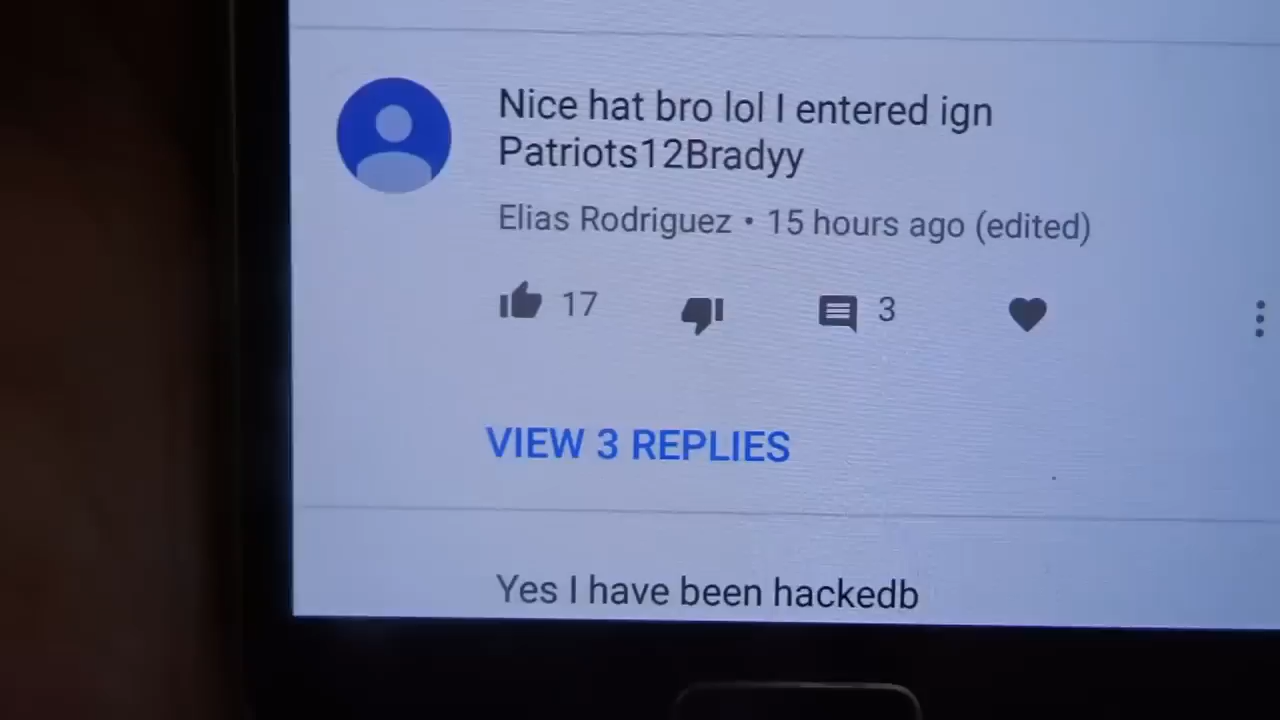 Nice hat bro lol I entered ign
Patriots12Bradyy
Elias Rodriguez • 15 hours ago (edited)
17
3
VIEW 3 REPLIES
Yes I have been hackedb